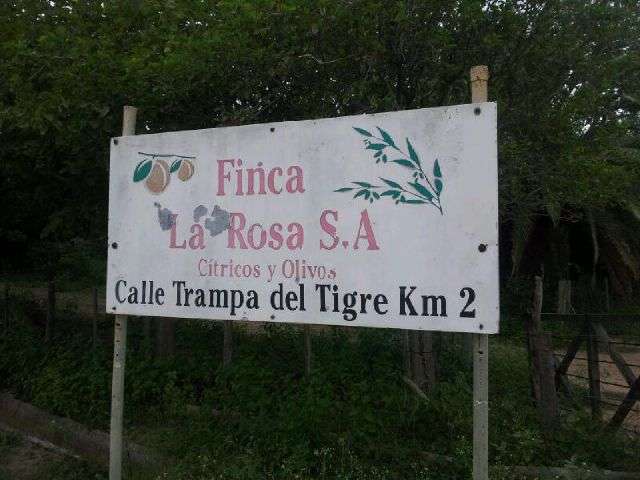 Finca
La Rosa S.A
Cítricos y Olivos
Calle Trampa del Tigre Km 2